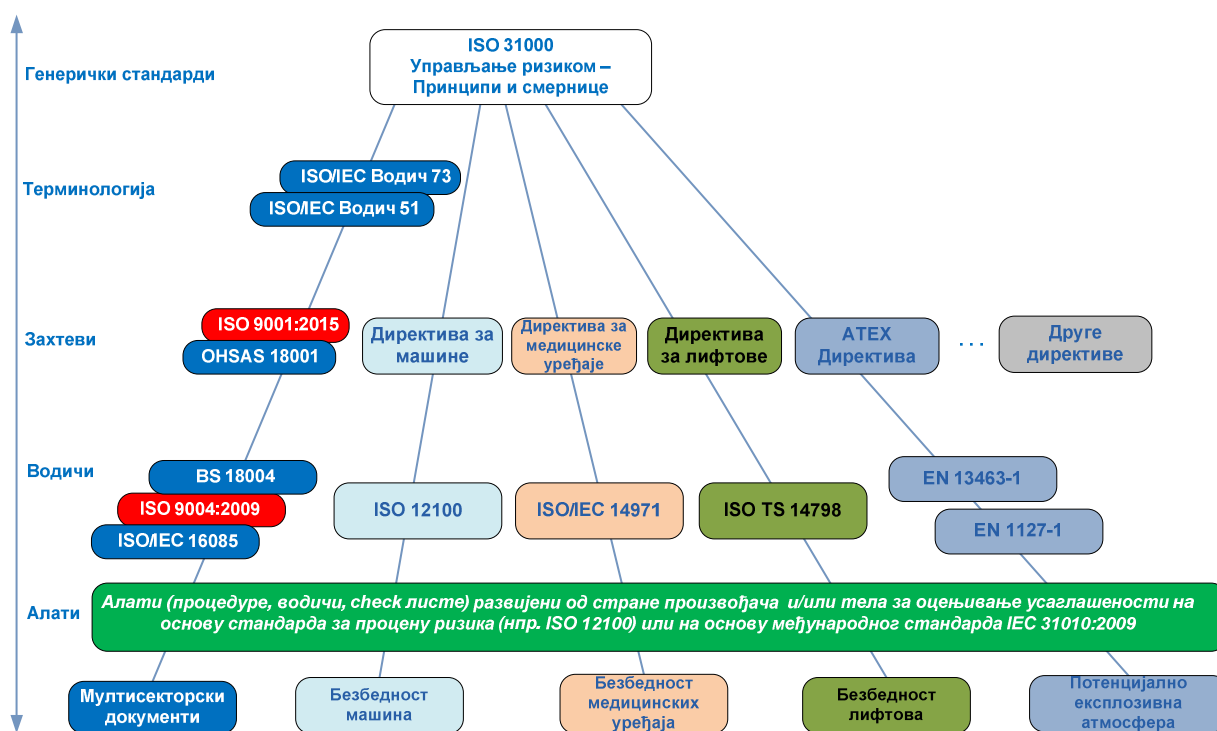 ISO 31000
Управљање ризиком –
Принципи и смернице
Генерички стандарди
ISO/IEC Водич 73
Терминологија
ISO/IEC Водич 51
Захтеви
ISO 9001:2015
OHSAS 18001
Директива за
машине
Директива за
медицинске
уређаје
Директива
за лифтове
ATEX
Директива
...
Друге
директиве
Водичи
BS 18004
ISO 9004:2009
ISO/IEC 16085
ISO 12100
ISO/IEC 14971
ISO TS 14798
EN 13463-1
EN 1127-1
Алати
Алати (процедуре, водичи, check листе) развијени од стране произвођача и/или тела за оцењивање усаглашености на
основу стандарда за процену ризика (нпр. ISO 12100) или на основу међународног стандарда IEC 31010:2009
Мултисекторски
документи
Безбедност
машина
Безбедност
медицинских
уређаја
Безбедност
лифтова
Потенцијално
експлозивна
атмосфера